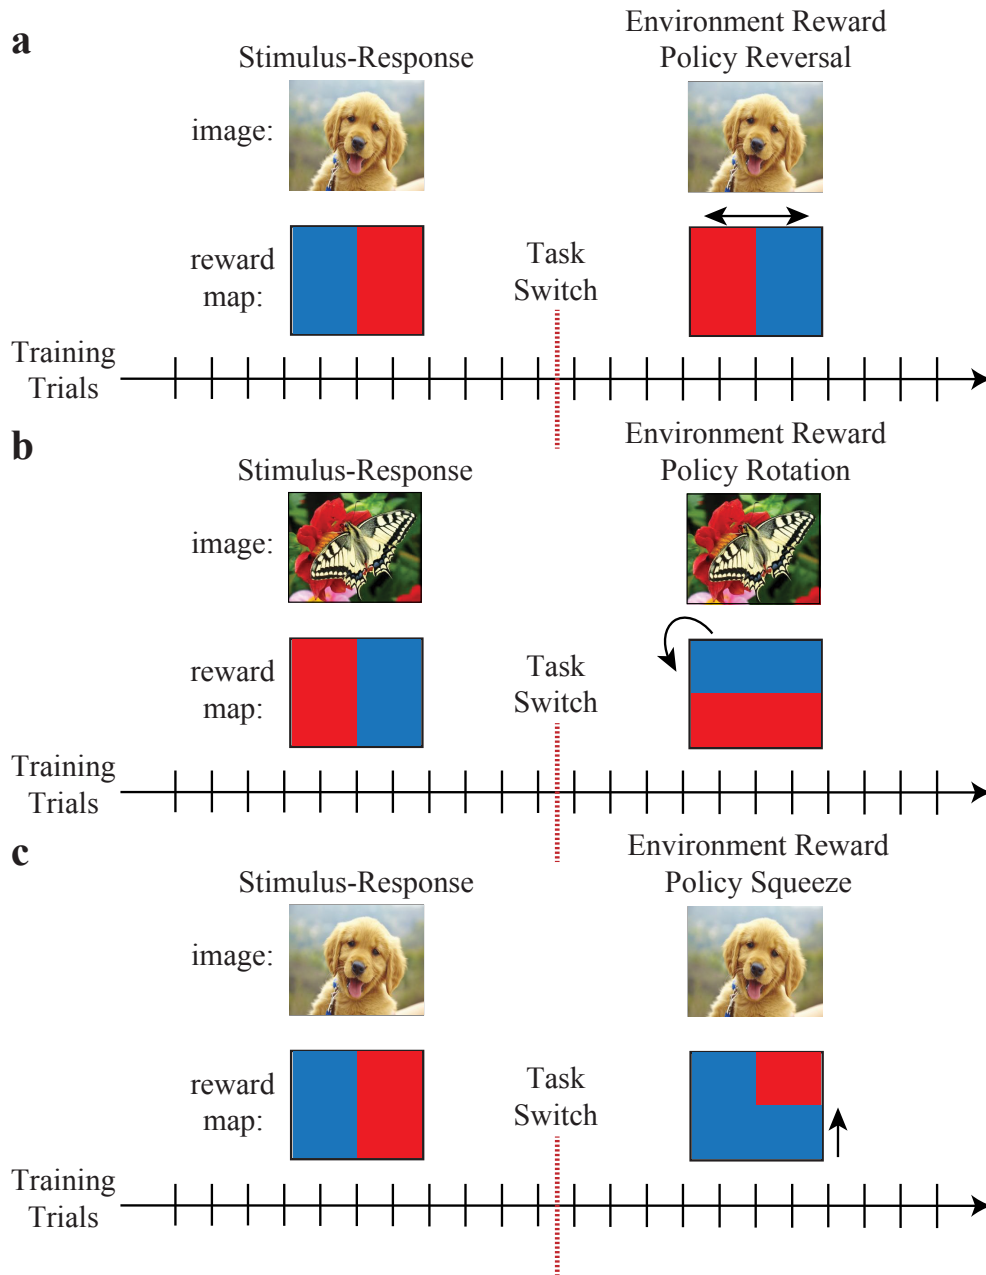 a
Stimulus-Response
Environment Reward
Policy Reversal
image:
reward
map:
Task
Switch
Training
Trials
b
Stimulus-Response
Environment Reward
Policy Rotation
image:
reward
map:
Task
Switch
Training
Trials
c
Stimulus-Response
Environment Reward
Policy Squeeze
image:
reward
map:
Task
Switch
Training
Trials